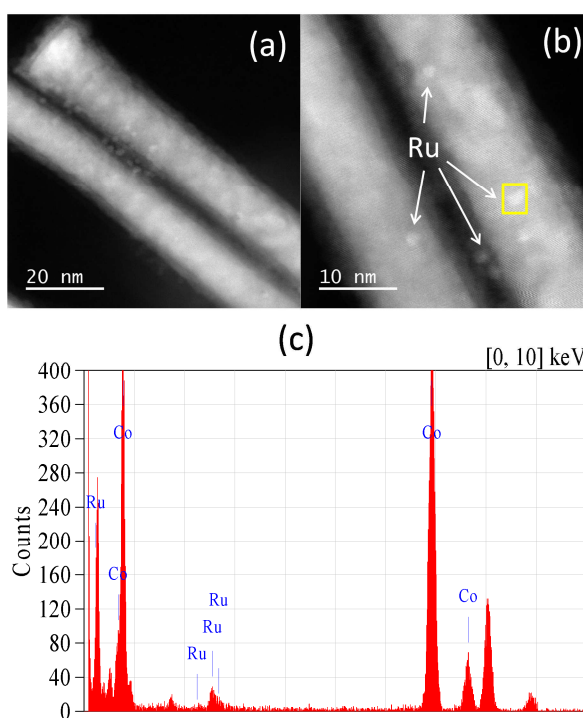 (a)
(b)
Ru
20 nm
10 nm
(c)
[0, 10] keV
400
360
320
280
240
200
160
120
80
40
0
Counts
Co
Ru
Co
Ru
Ru
Ru
Co
Co